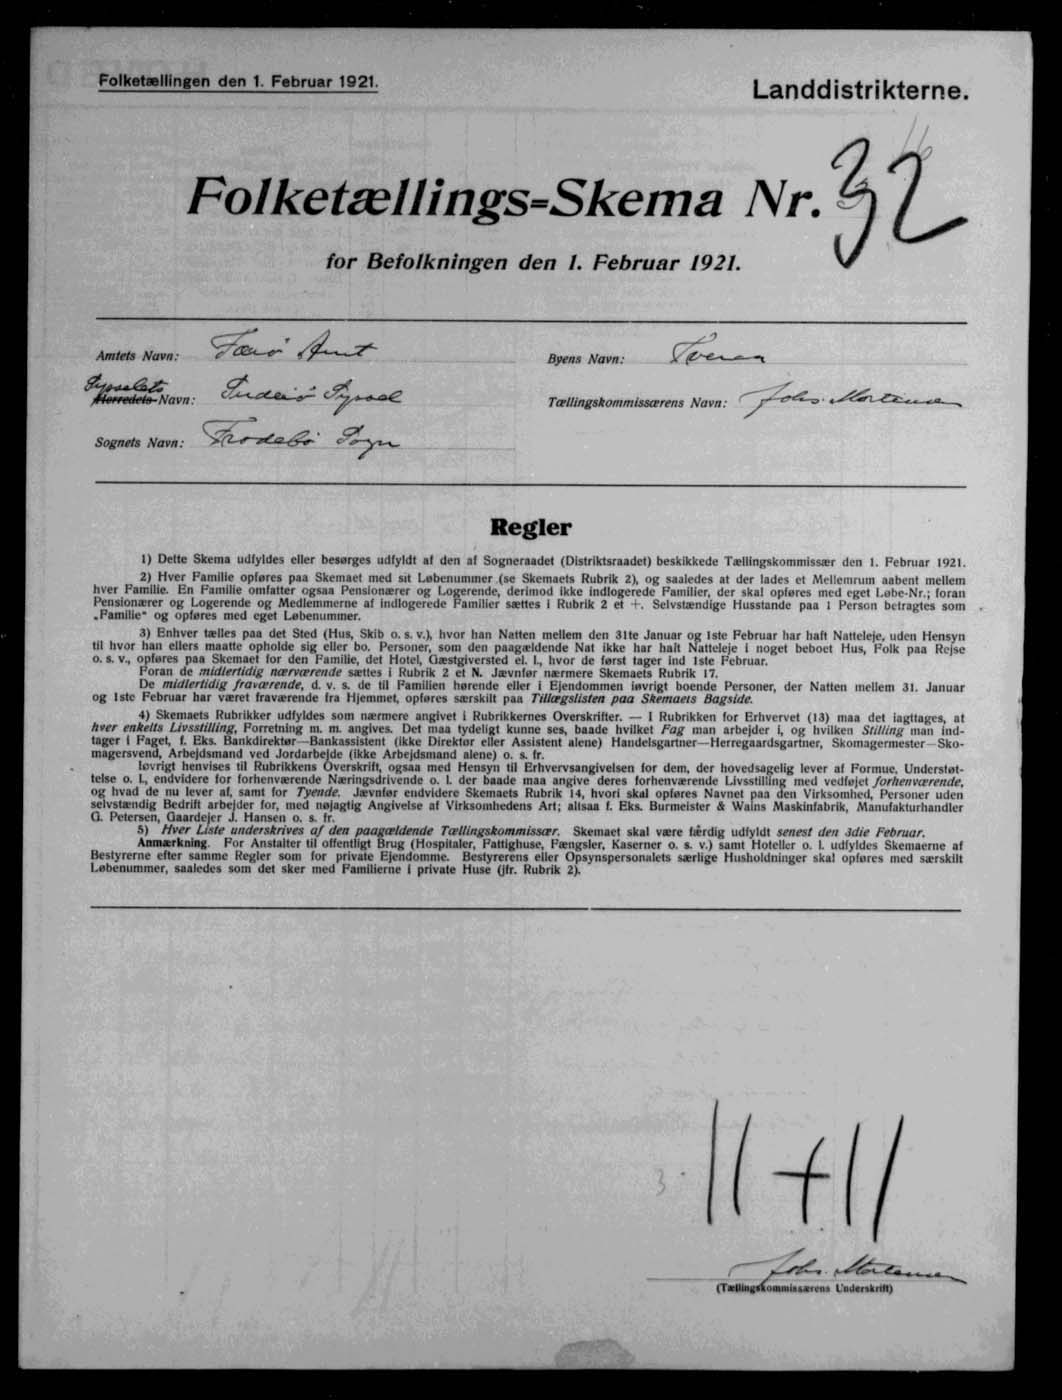 Folketællingen den 1. Februar 1921.
Landdistrikterne.
Folketællings=Skema Nr. 32
for Befolkningen den 1. Februar 1921.
Amtets Navn: Færø Amt
Byens Navn: Tveraa
Sysselets
Herredets-Navn: Suderø Syssel
Tællingskommissærens Navn: Johs. Mortensen
Sognets Navn: Frodebø Sogn
Regler
1) Dette Skema udfyldes eller besørges udfyldt af den af Sogneraadet (Distriktsraadet) beskikkede Tællingskommissær den 1. Februar 1921.
2) Hver Familie opføres paa Skemaet med sit Løbenummer (se Skemaets Rubrik 2), og saaledes at der lades et Mellemrum aabent mellem
hver Familie. En Familie omfatter ogsaa Pensionærer og Logerende, derimod ikke indlogerede Familier, der skal opføres med eget Løbe-Nr.; foran
Pensionærer og Logerende og Medlemmerne af indlogerede Familier sættes i Rubrik 2 et +. Selvstændige Husstande paa 1 Person betragtes som
„Familie“ og opføres med eget Løbenummer.
3) Enhver tælles paa det Sted (Hus, Skib o. s. v.), hvor han Natten mellem den 31te Januar og 1ste Februar har haft Natteleje, uden Hensyn
til hvor han ellers maatte opholde sig eller bo. Personer, som den paagældende Nat ikke har haft Natteleje i noget beboet Hus, Folk paa Rejse
o. s. v., opføres paa Skemaet for den Familie, det Hotel, Gæstgiversted el. l., hvor de først tager ind 1ste Februar.
Foran de midlertidig nærværende sættes i Rubrik 2 et N. Jævnfør nærmere Skemaets Rubrik 17.
De midlertidig fraværende, d. v. s. de til Familien hørende eller i Ejendommen iøvrigt boende Personer, der Natten mellem 31. Januar
og 1ste Februar har været fraværende fra Hjemmet, opføres særskilt paa Tillægslisten paa Skemaets Bagside.
4) Skemaets Rubrikker udfyldes som nærmere angivet i Rubrikkernes Overskrifter. — I Rubrikken for Erhvervet (13) maa det iagttages, at
hver enkelts Livsstilling, Forretning m. m. angives. Det maa tydeligt kunne ses, baade hvilket Fag man arbejder i, og hvilken Stilling man ind-
tager i Faget, f. Eks. Bankdirektør—Bankassistent (ikke Direktør eller Assistent alene) Handelsgartner—Herregaardsgartner, Skomagermester—Sko-
magersvend, Arbejdsmand ved Jordarbejde (ikke Arbejdsmand alene) o. s. fr.
Iøvrigt henvises til Rubrikkens Overskrift, ogsaa med Hensyn til Erhvervsangivelsen for dem, der hovedsagelig lever af Formue, Understøt-
telse o. l., endvidere for forhenværende Næringsdrivende o. l. der baade maa angive deres forhenværende Livsstilling med vedføjet forhenværende,
og hvad de nu lever af, samt for Tyende. Jævnfør endvidere Skemaets Rubrik 14, hvori skal opføres Navnet paa den Virksomhed, Personer uden
selvstændig Bedrift arbejder for, med nøjagtig Angivelse af Virksomhedens Art; altsaa f. Eks. Burmeister & Wains Maskinfabrik, Manufakturhandler
G. Petersen, Gaardejer J. Hansen o. s. fr.
5) Hver Liste underskrives af den paagældende Tællingskommissær. Skemaet skal være færdig udfyldt senest den 3die Februar.
Anmærkning. For Anstalter til offentligt Brug (Hospitaler, Fattighuse, Fængsler, Kaserner o. s. v.) samt Hoteller o. l. udfyldes Skemaerne af
Bestyrerne efter samme Regler som for private Ejendomme. Bestyrerens eller Opsynspersonalets særlige Husholdninger skal opføres med særskilt
Løbenummer, saaledes som det sker med Familierne i private Huse (jfr. Rubrik 2).
3. 11 + 11
Johs. Mortensen
(Tællingskommissærens Underskrift)